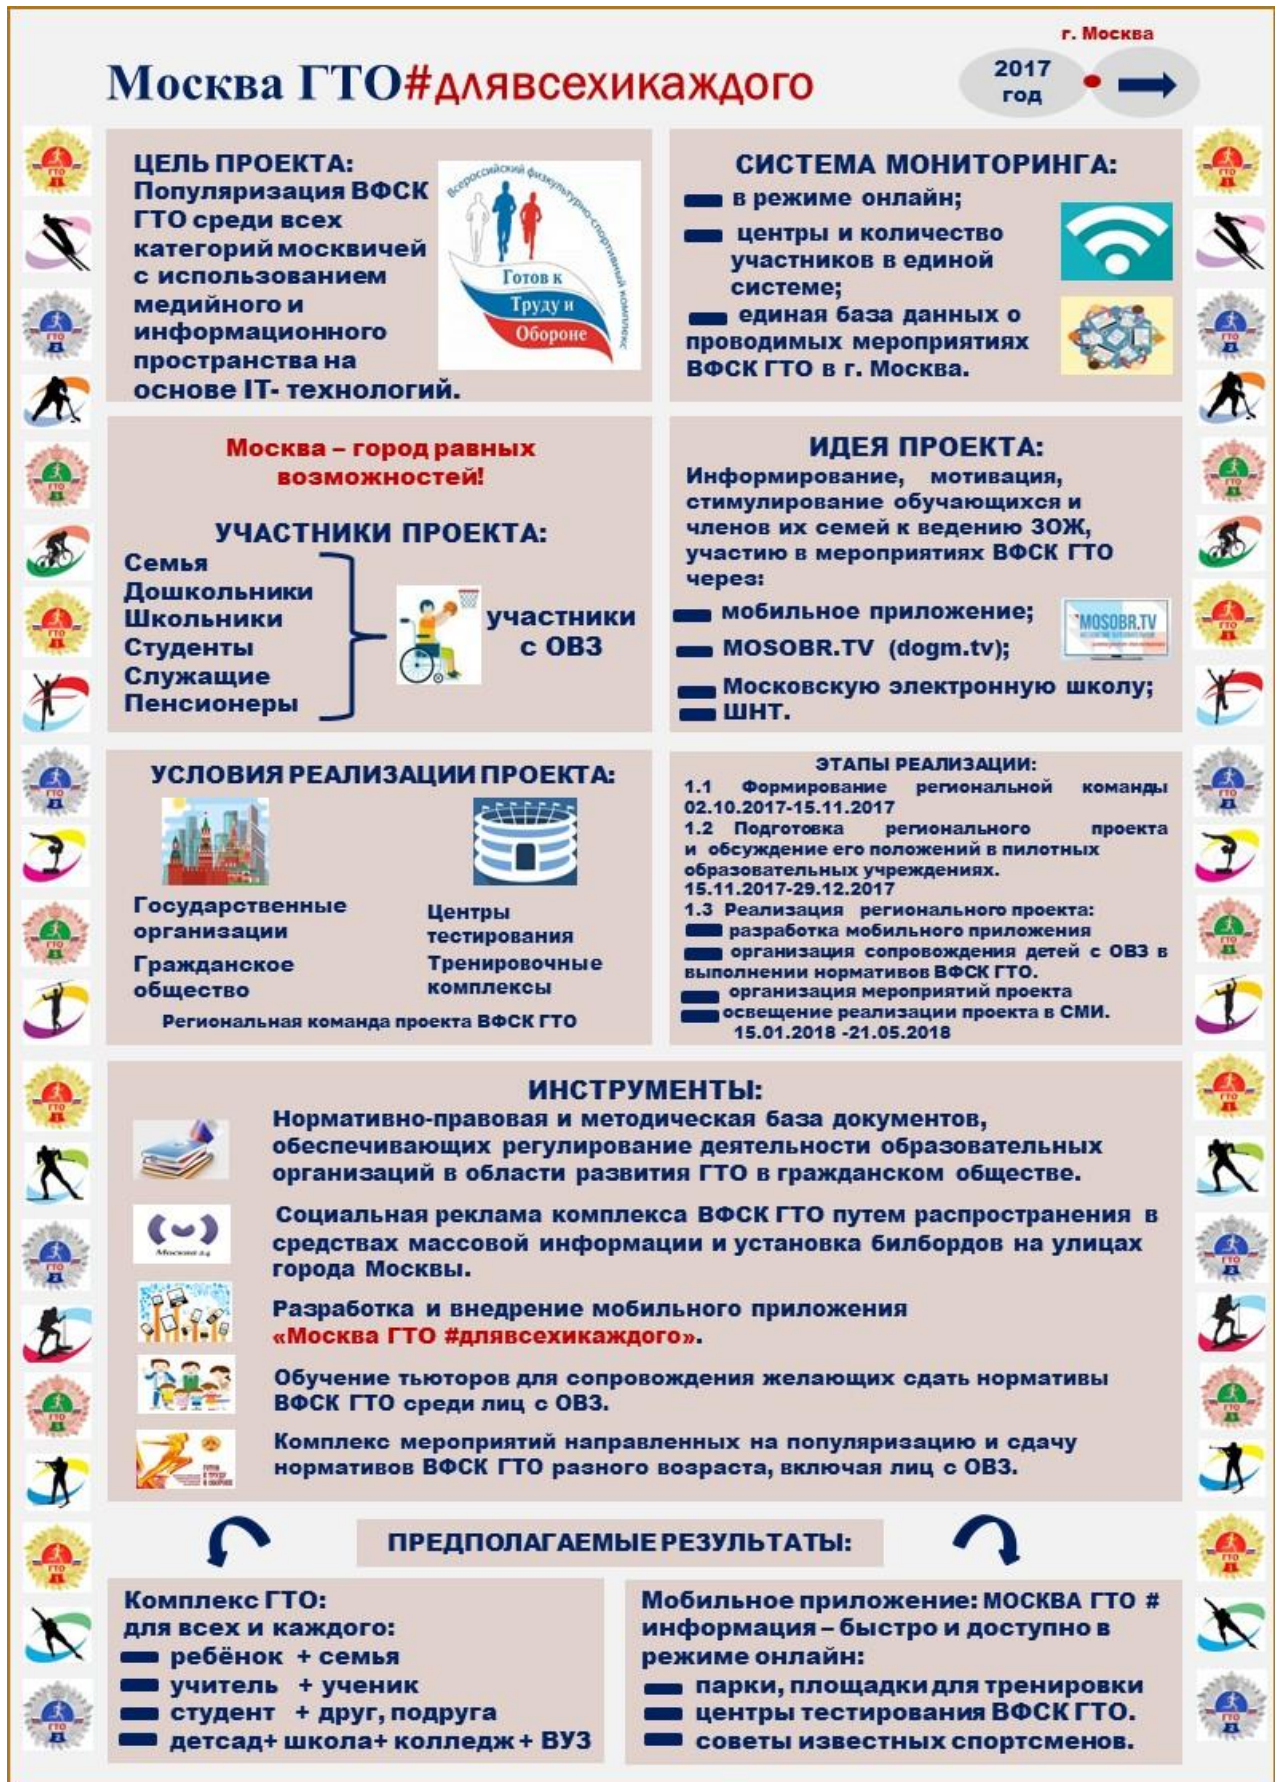 г. Москва
Москва ГТО#длявсехикаждого
2017
год
ЦЕЛЬ ПРОЕКТА:
Популяризация ВФСК
ГТО среди всех
категорий москвичей
с использованием
медийного и
информационного
пространства на
основе IT- технологий.
Всероссийский физкультурно-спортивный комплекс
Готов к
Труду и
Обороне
СИСТЕМА МОНИТОРИНГА:
в режиме онлайн;
центры и количество
участников в единой
системе;
единая база данных о
проводимых мероприятиях
ВФСК ГТО в г. Москва.
Москва – город равных
возможностей!
УЧАСТНИКИ ПРОЕКТА:
Семья
Дошкольники
Школьники
Студенты
Служащие
Пенсионеры
участники
с ОВЗ
ИДЕЯ ПРОЕКТА:
Информирование, мотивация,
стимулирование обучающихся и
членов их семей к ведению ЗОЖ,
участию в мероприятиях ВФСК ГТО
через:
мобильное приложение;
MOSOBR.TV (dogm.tv);
Московскую электронную школу;
ШНТ.
MOSOBR.TV
УСЛОВИЯ РЕАЛИЗАЦИИ ПРОЕКТА:
Государственные
организации
Гражданское
общество
Центры
тестирования
Тренировочные
комплексы
Региональная команда проекта ВФСК ГТО
ЭТАПЫ РЕАЛИЗАЦИИ:
1.1 Формирование региональной команды
02.10.2017-15.11.2017
1.2 Подготовка регионального проекта
и обсуждение его положений в пилотных
образовательных учреждениях.
15.11.2017-29.12.2017
1.3 Реализация регионального проекта:
разработка мобильного приложения
организация сопровождения детей с ОВЗ в
выполнении нормативов ВФСК ГТО.
организация мероприятий проекта
освещение реализации проекта в СМИ.
15.01.2018 -21.05.2018
ИНСТРУМЕНТЫ:
Нормативно-правовая и методическая база документов,
обеспечивающих регулирование деятельности образовательных
организаций в области развития ГТО в гражданском обществе.
Москва 24
Социальная реклама комплекса ВФСК ГТО путем распространения в
средствах массовой информации и установка билбордов на улицах
города Москвы.
Разработка и внедрение мобильного приложения
«Москва ГТО #длявсехикаждого».
Обучение тьюторов для сопровождения желающих сдать нормативы
ВФСК ГТО среди лиц с ОВЗ.
Комплекс мероприятий направленных на популяризацию и сдачу
нормативов ВФСК ГТО разного возраста, включая лиц с ОВЗ.
ПРЕДПОЛАГАЕМЫЕ РЕЗУЛЬТАТЫ:
Комплекс ГТО:
для всех и каждого:
ребёнок + семья
учитель + ученик
студент + друг, подруга
детсад+ школа+ колледж + ВУЗ
Мобильное приложение: МОСКВА ГТО #
информация – быстро и доступно в
режиме онлайн:
парки, площадки для тренировки
центры тестирования ВФСК ГТО.
советы известных спортсменов.